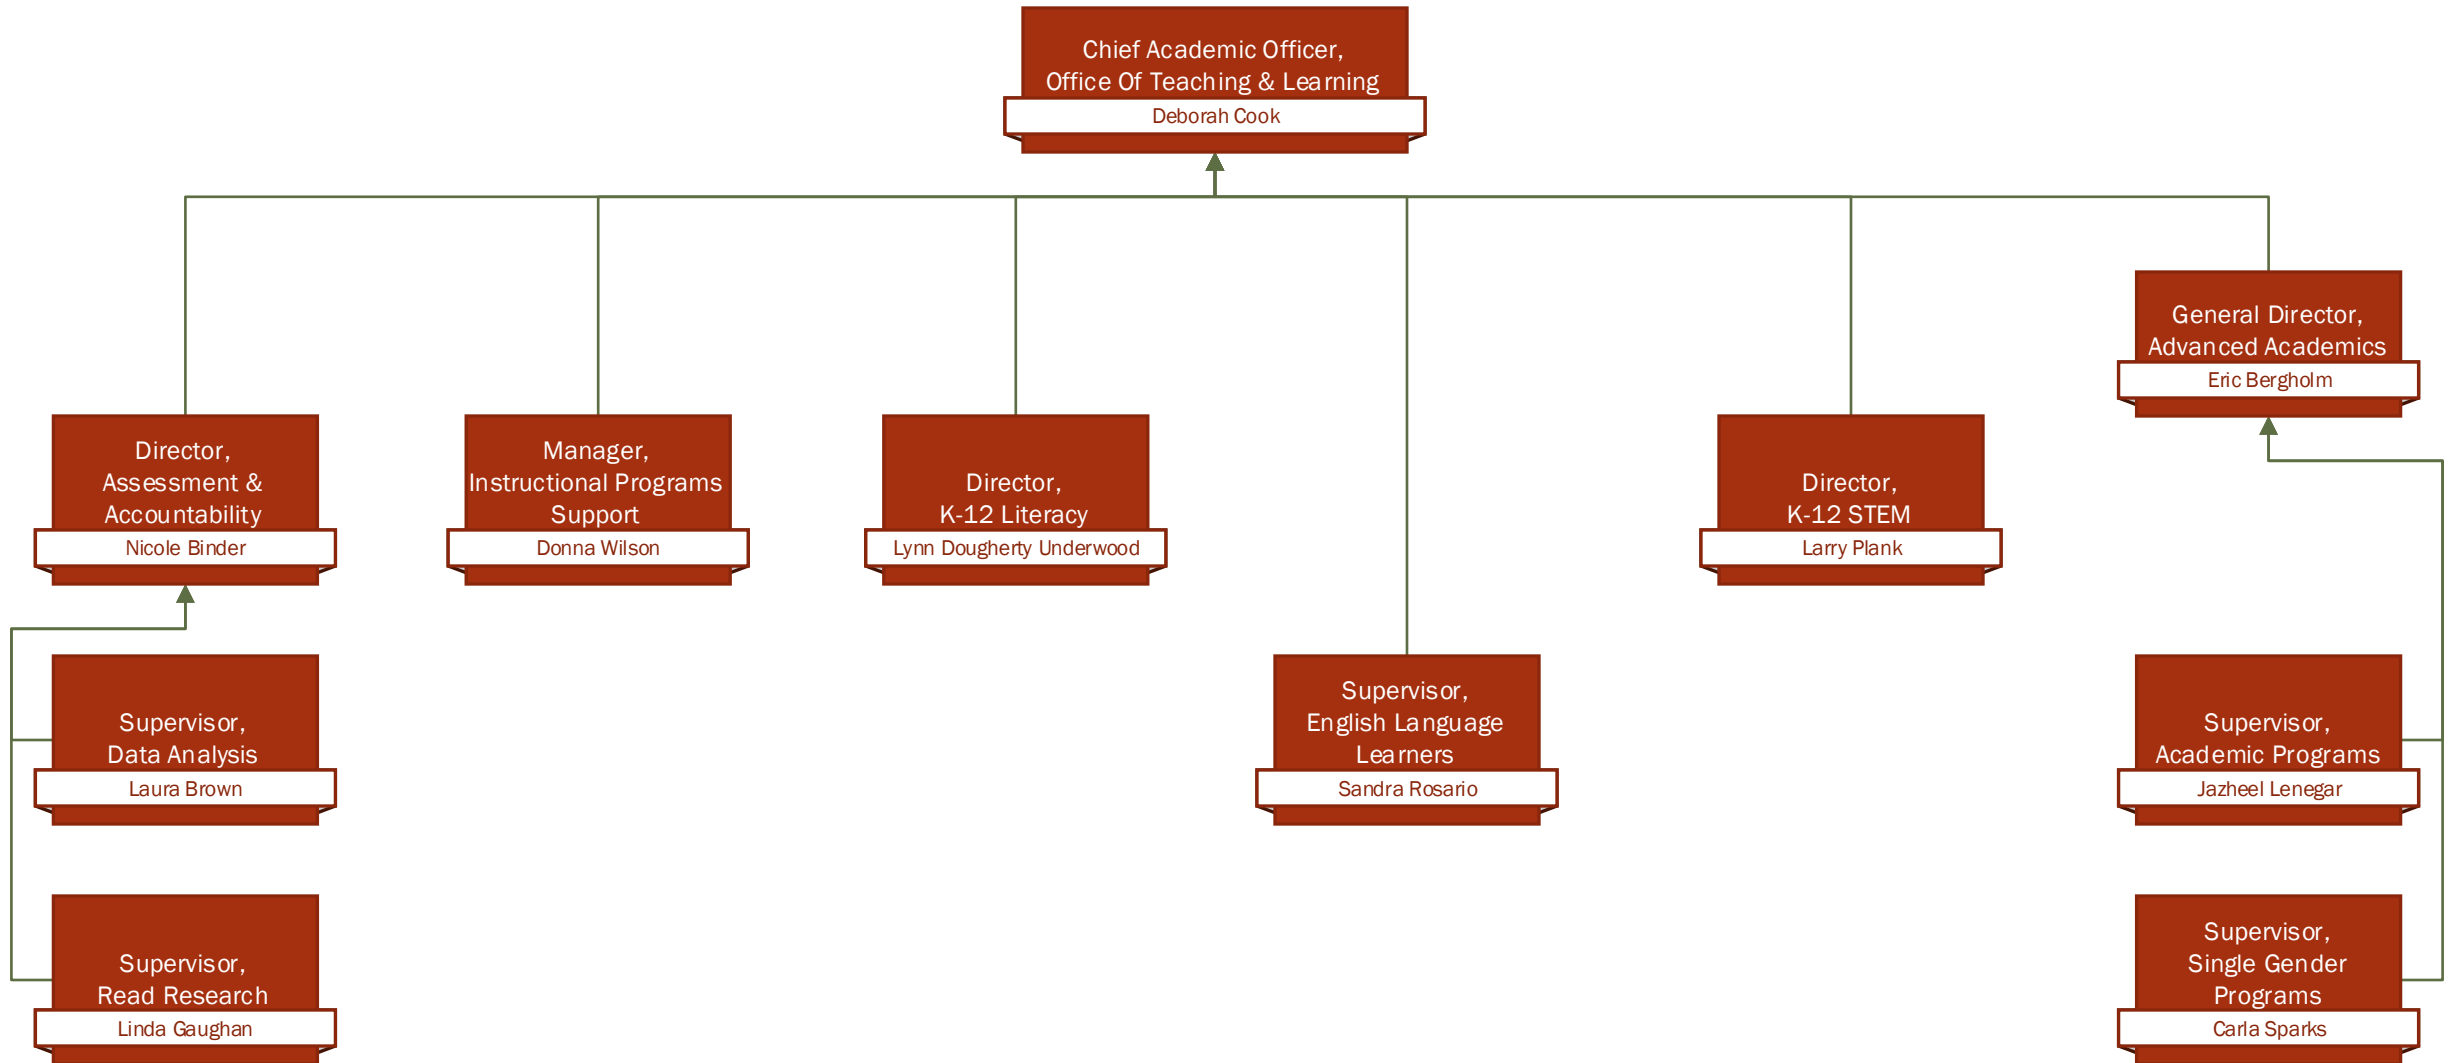 Chief Academic Officer,
Office Of Teaching & Learning
Deborah Cook
General Director,
Advanced Academics
Eric Bergholm
Director,
Assessment &
Accountability
Nicole Binder
Manager,
Instructional Programs
Support
Donna Wilson
Director,
K-12 Literacy
Lynn Dougherty Underwood
Director,
K-12 STEM
Larry Plank
Supervisor,
Data Analysis
Laura Brown
Supervisor,
English Language
Learners
Sandra Rosario
Supervisor,
Academic Programs
Jazheel Lenegar
Supervisor,
Read Research
Linda Gaughan
Supervisor,
Single Gender
Programs
Carla Sparks